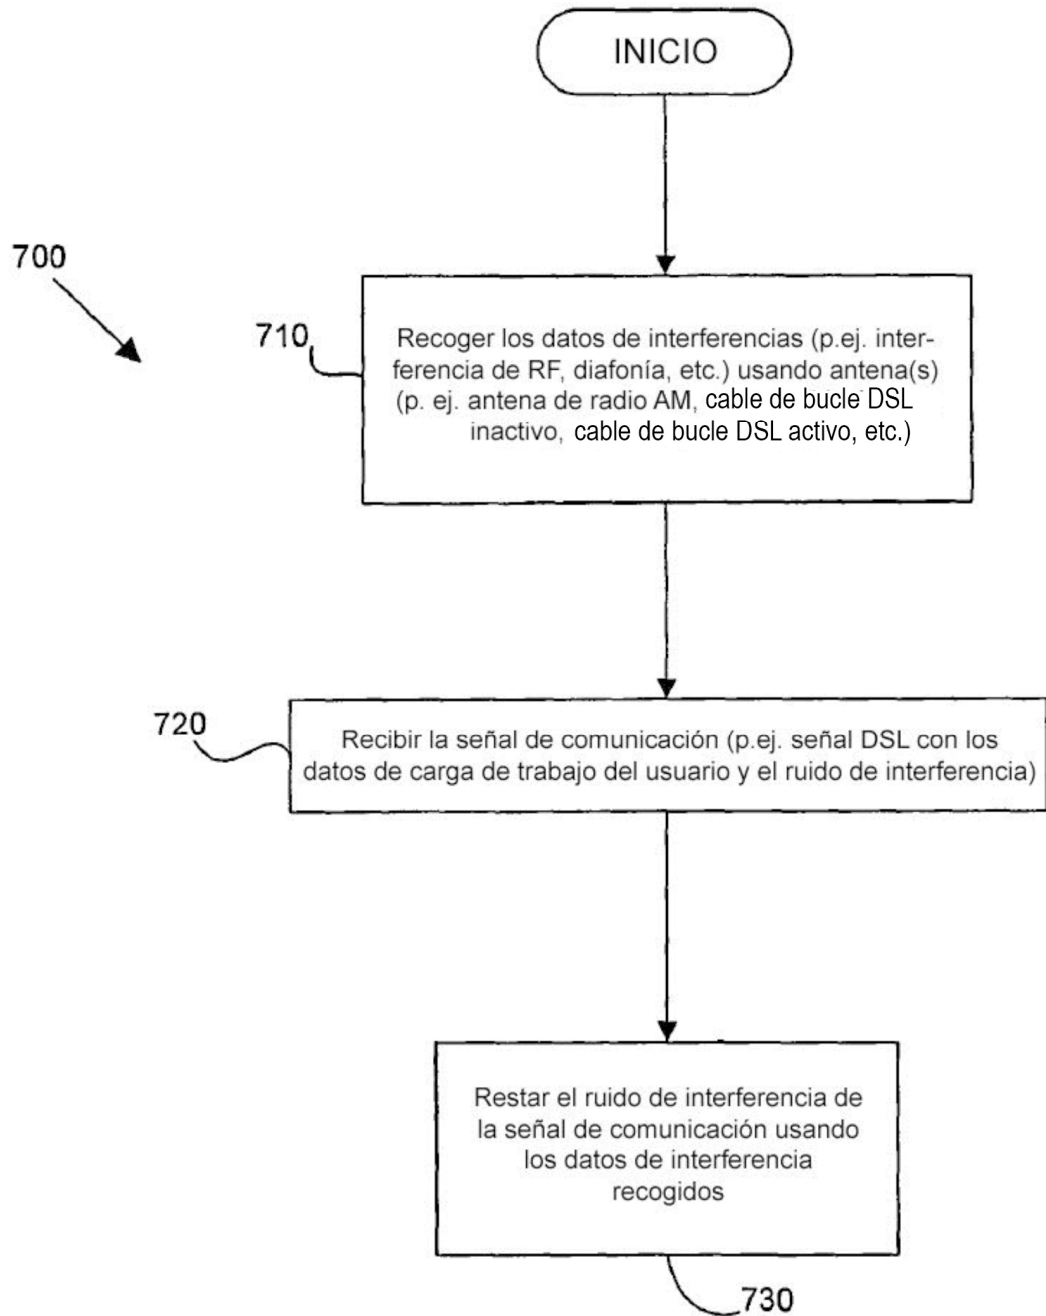 INICIO
700
710
Recoger los datos de interferencias (p.ej. inter-
ferencia de RF, diafonía, etc.) usando antena(s)
(p. ej. antena de radio AM, cable de bucle DSL
inactivo, cable de bucle DSL activo, etc.)
720
Recibir la señal de comunicación (p.ej. señal DSL con los
datos de carga de trabajo del usuario y el ruido de interferencia)
Restar el ruido de interferencia de
la señal de comunicación usando
los datos de interferencia
recogidos
730